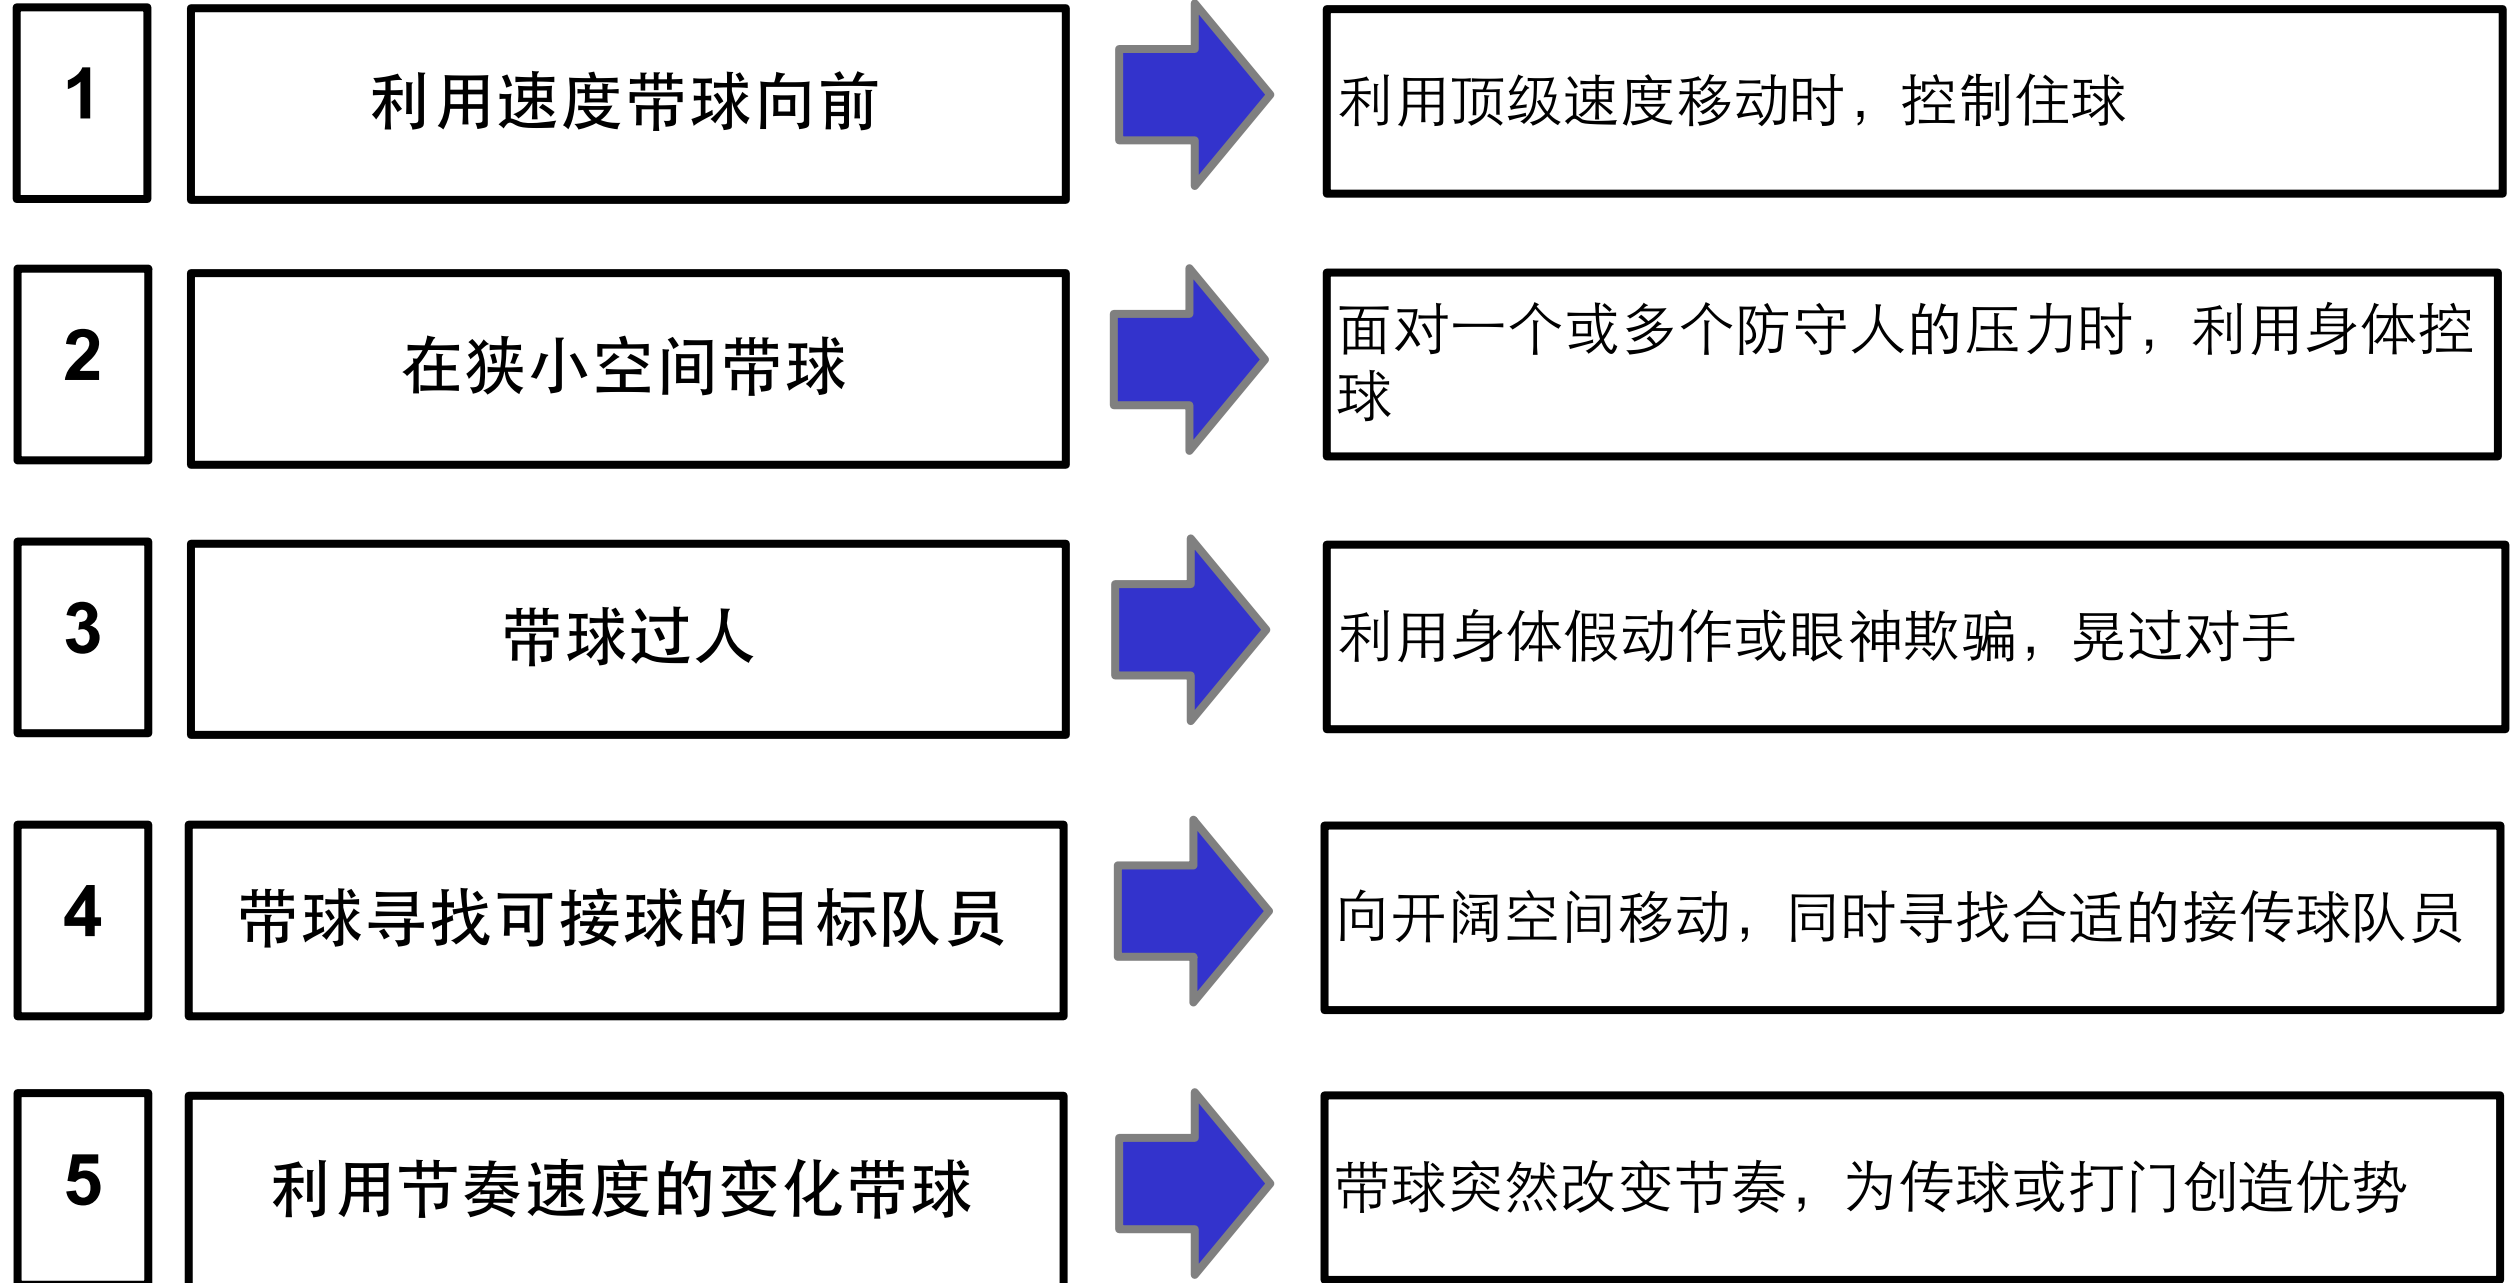 1
利用速度带球向前
利用顶级速度移动时，控制住球
2
在狭小空间带球
面对一个或多个防守人的压力时，利用身体控
球
3
带球过人
利用身体假动作或眼神欺骗，晃过对手
4
带球寻找可接球的目标队员
向开阔空间移动，同时寻找合适的接传球队员
5
利用节奏速度的变化带球
带球突然改变节奏，为传球或打门创造机会